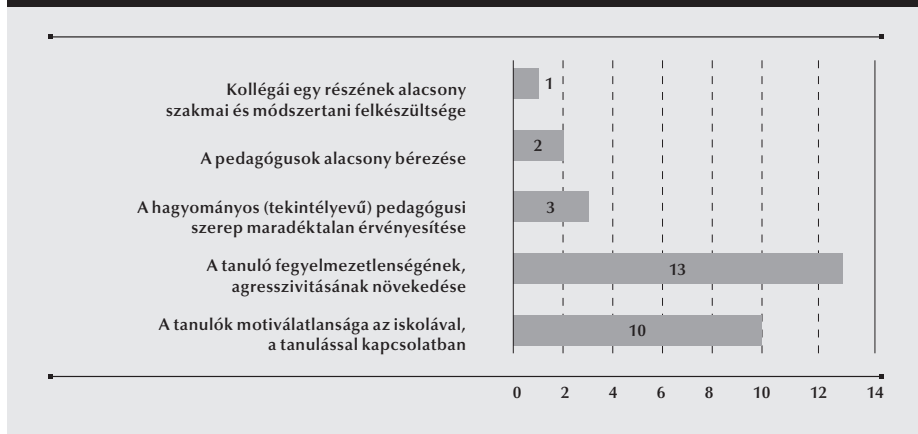 Kollégái egy részének alacsony
szakmai és módszertani felkészültsége
1
A pedagógusok alacsony bérezése
2
A hagyományos (tekintélyevű) pedagógusi
szerep maradéktalan érvényesítése
3
A tanuló fegyelmezetlenségének,
agresszivitásának növekedése
13
A tanulók motiválatlansága az iskolával,
a tanulással kapcsolatban
10
0 2 4 6 8 10 12 14